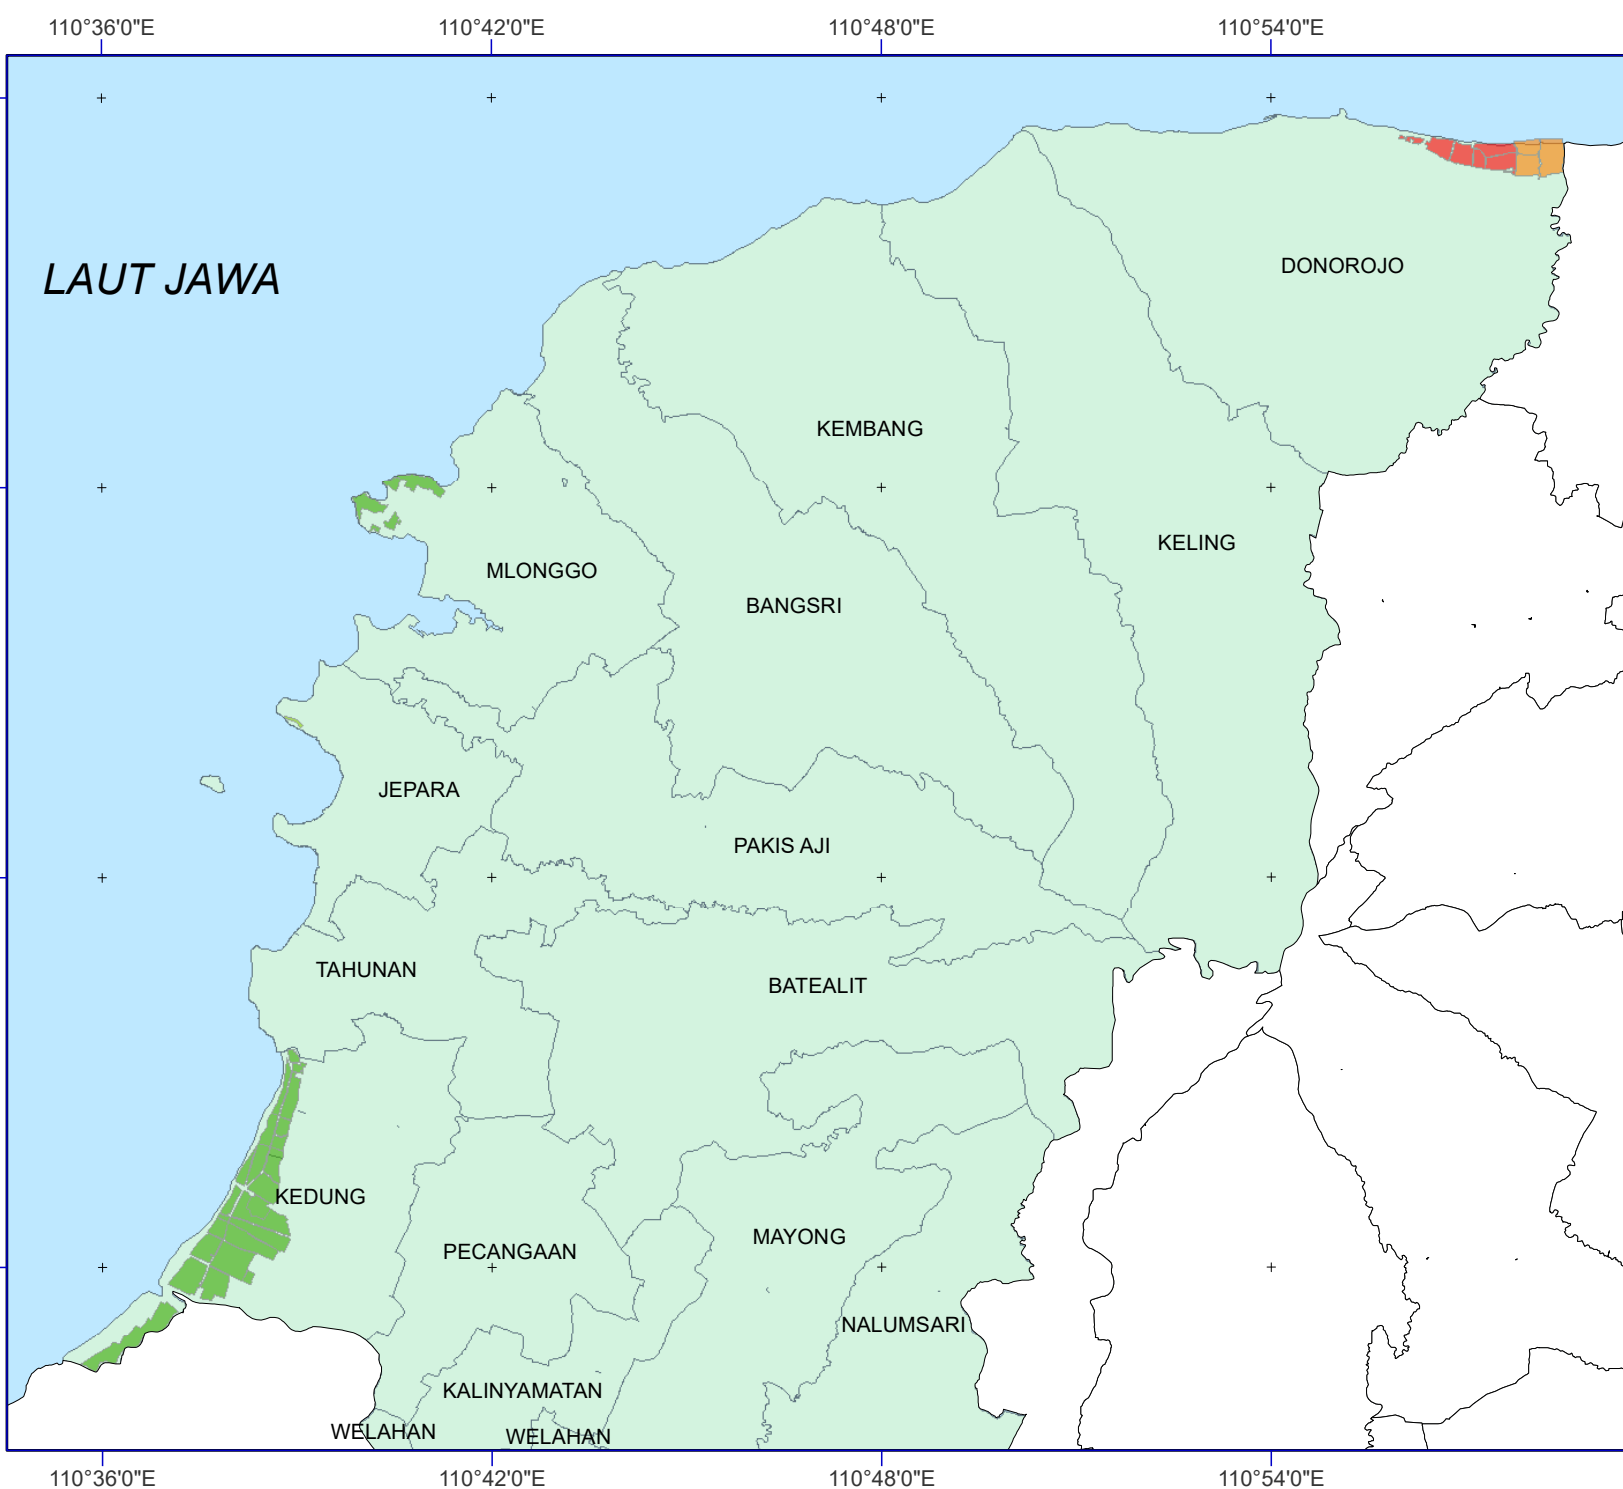 110°36'0"E
110°42'0"E
110°48'0"E
110°54'0"E
LAUT JAWA
DONOROJO
KEMBANG
KELING
MLONGGO
BANGSRI
JEPARA
PAKIS AJI
TAHUNAN
BATEALIT
KEDUNG
MAYONG
PECANGAAN
NALUMSARI
KALINYAMATAN
WELAHAN
WELAHAN
110°36'0"E
110°42'0"E
110°48'0"E
110°54'0"E